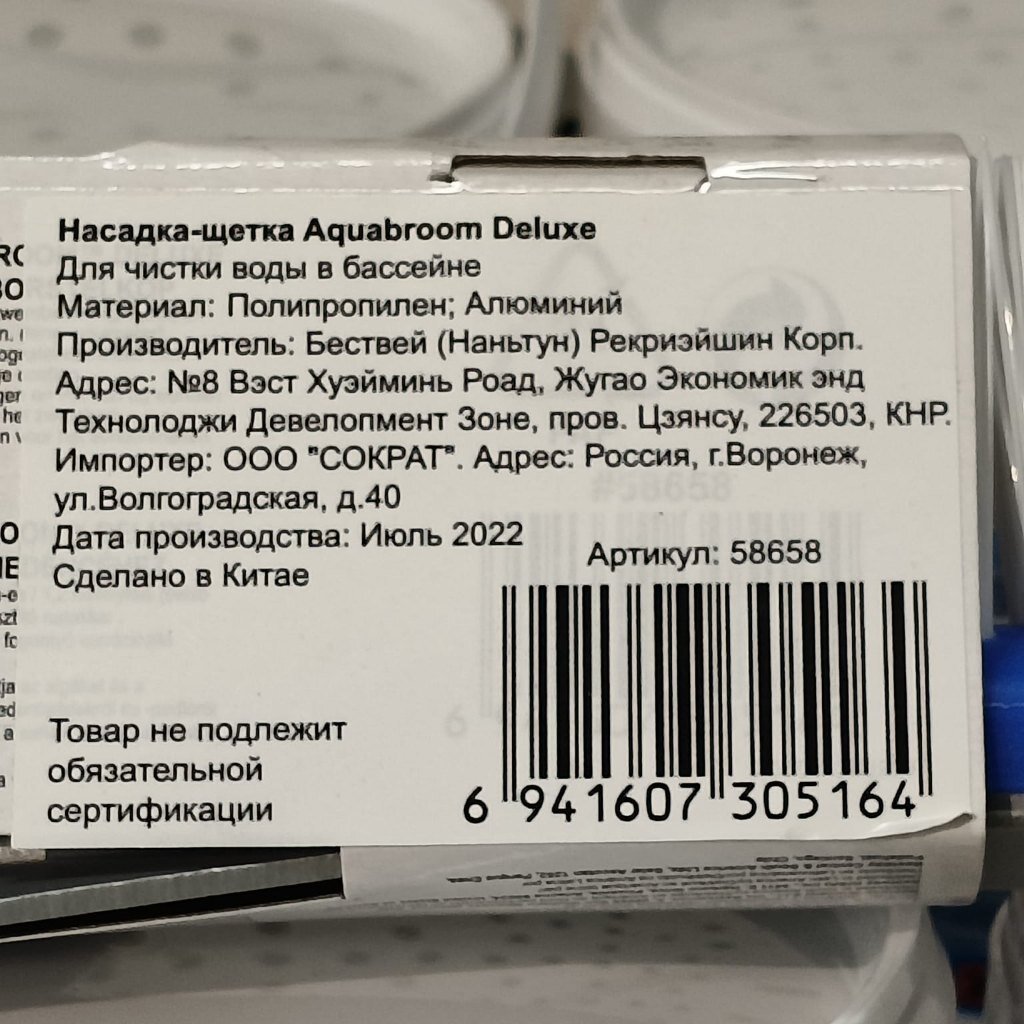 Насадка-щетка Aquabroom Deluxe
Для чистки воды в бассейне
Материал: Полипропилен; Алюминий
Производитель: Бествей (Наньтун) Рекриэйшин Корп.
Адрес: №8 Вэст Хуэйминь Роад, Жугао Экономик энд
Технолоджи Девелопмент Зоне, пров. Цзянсу, 226503, КНР.
Импортер: ООО "СОКРАТ". Адрес: Россия, г.Воронеж,
ул.Волгоградская, д.40
Дата производства: Июль 2022
Сделано в Китае
Артикул: 58658
Товар не подлежит
обязательной
сертификации
6 941607 305164